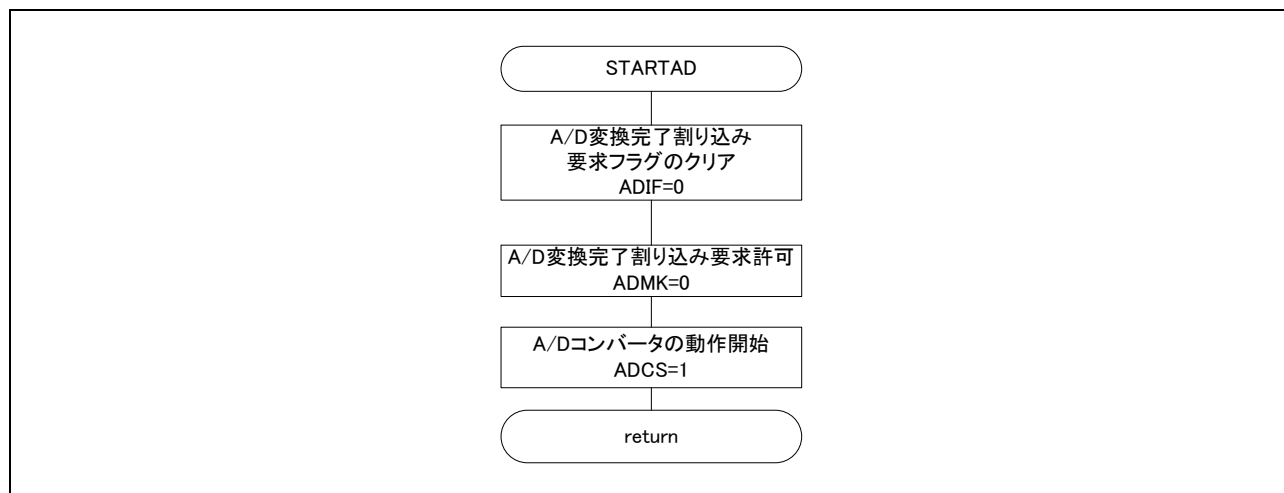 STARTAD
A/D変換完了割り込み
要求フラグのクリア
ADIF=0
A/D変換完了割り込み要求許可
ADMK=0
A/Dコンバータの動作開始
ADCS=1
return